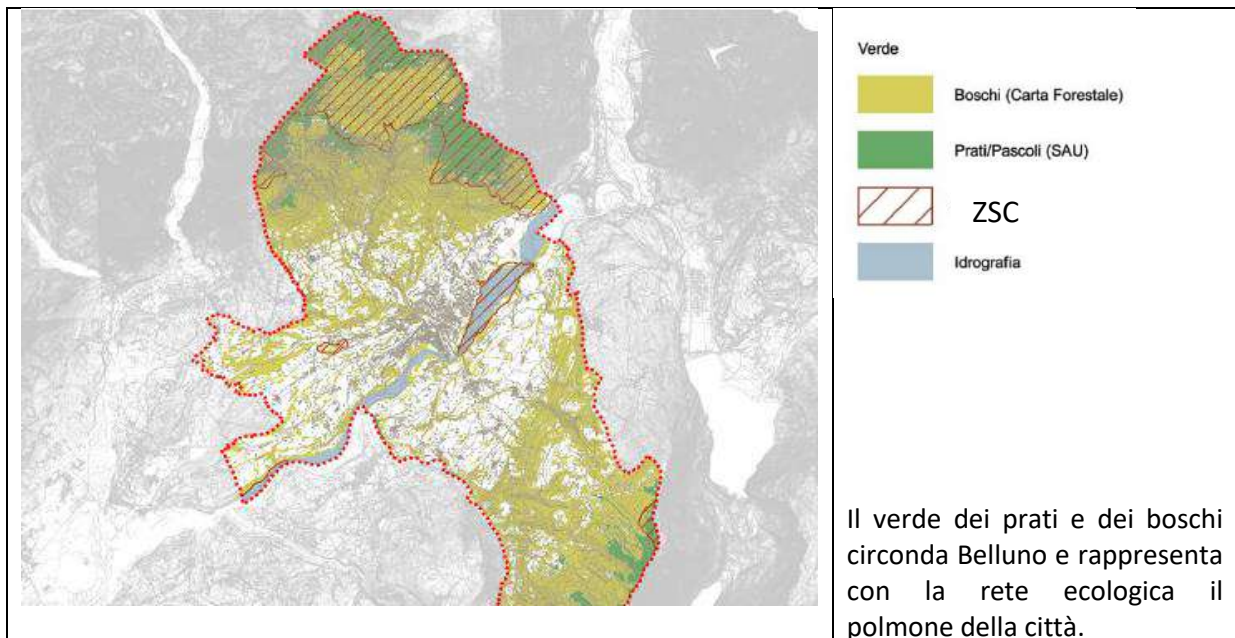 Verde
Boschi (Carta Forestale)
Prati/Pascoli (SAU)
ZSC
Idrografia
Il verde dei prati e dei boschi
circonda Belluno e rappresenta
con la rete ecologica il
polmone della città.